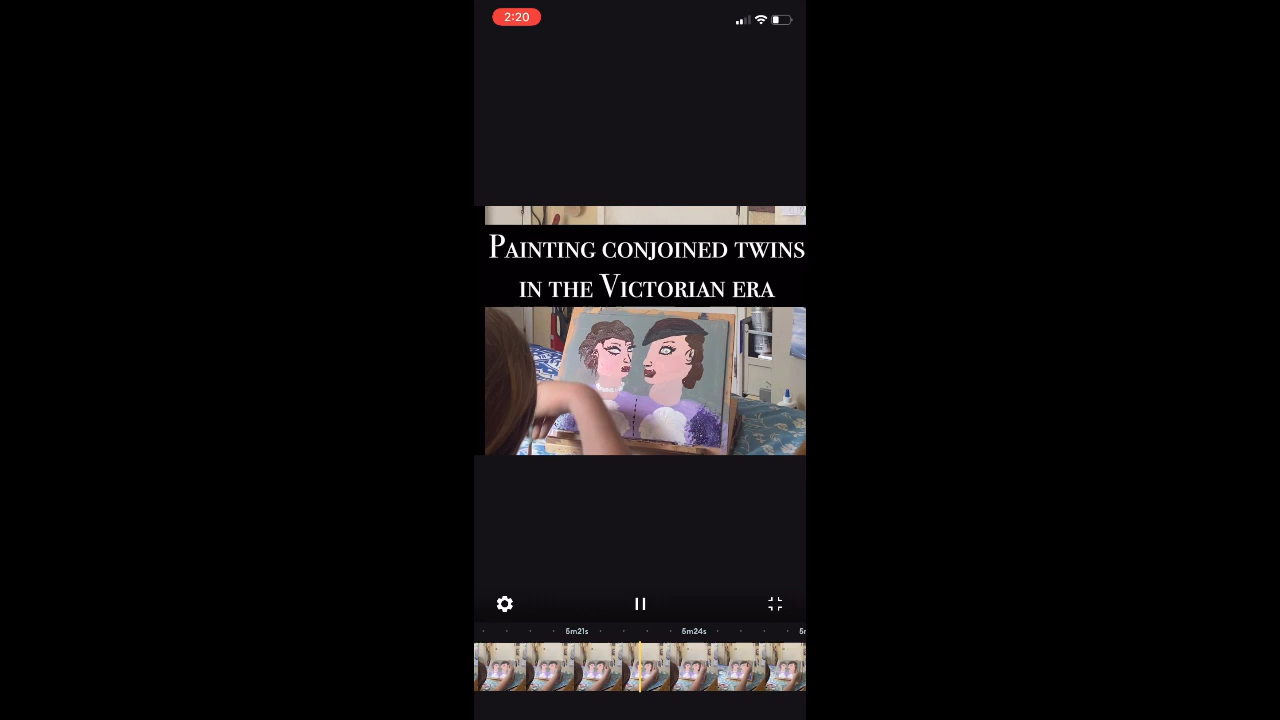 2:20
Painting conjoined twins
in the Victorian era
5m21s
5m24s